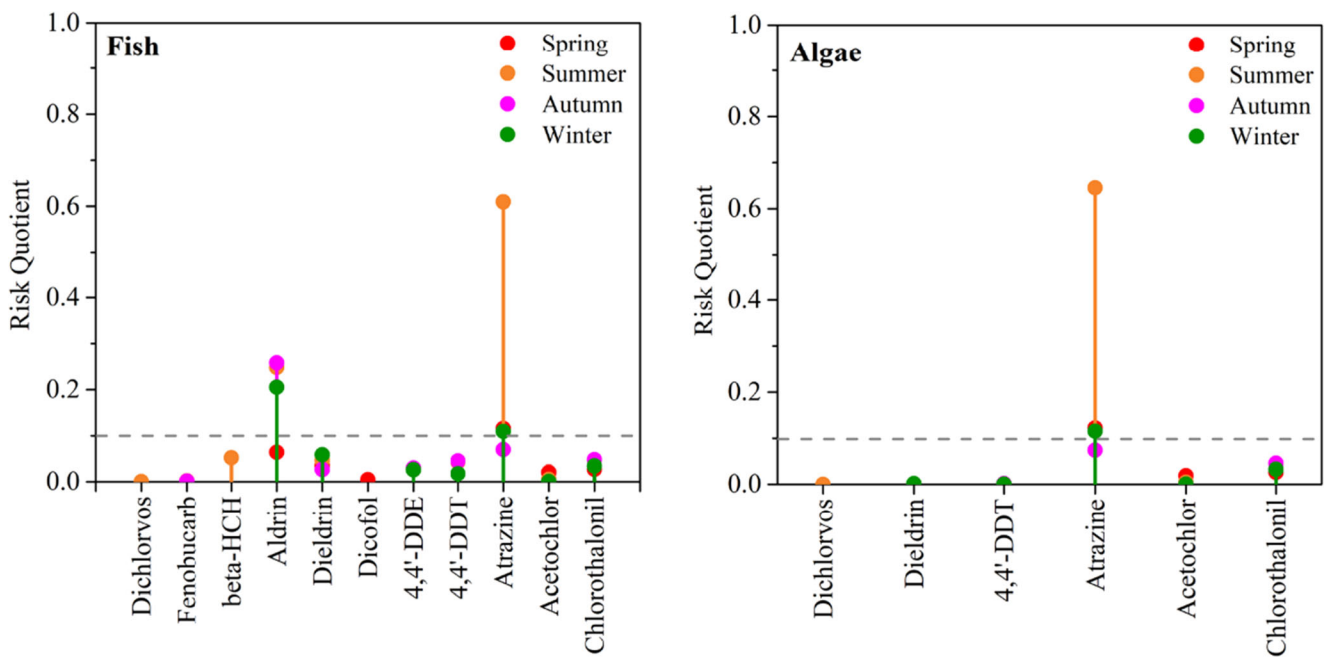 Fish
Spring
Summer
Autumn
Winter
Risk Quotient
1.0
0.8
0.6
0.4
0.2
0.0
Dichlorvos
Fenobucarb
beta-HCH
Aldrin
Dieldrin
Dicofol
4,4'-DDE
4,4'-DDT
Atrazine
Acetochlor
Chlorothalonil
Algae
Spring
Summer
Autumn
Winter
Risk Quotient
1.0
0.8
0.6
0.4
0.2
0.0
Dichlorvos
Dieldrin
4,4'-DDT
Atrazine
Acetochlor
Chlorothalonil